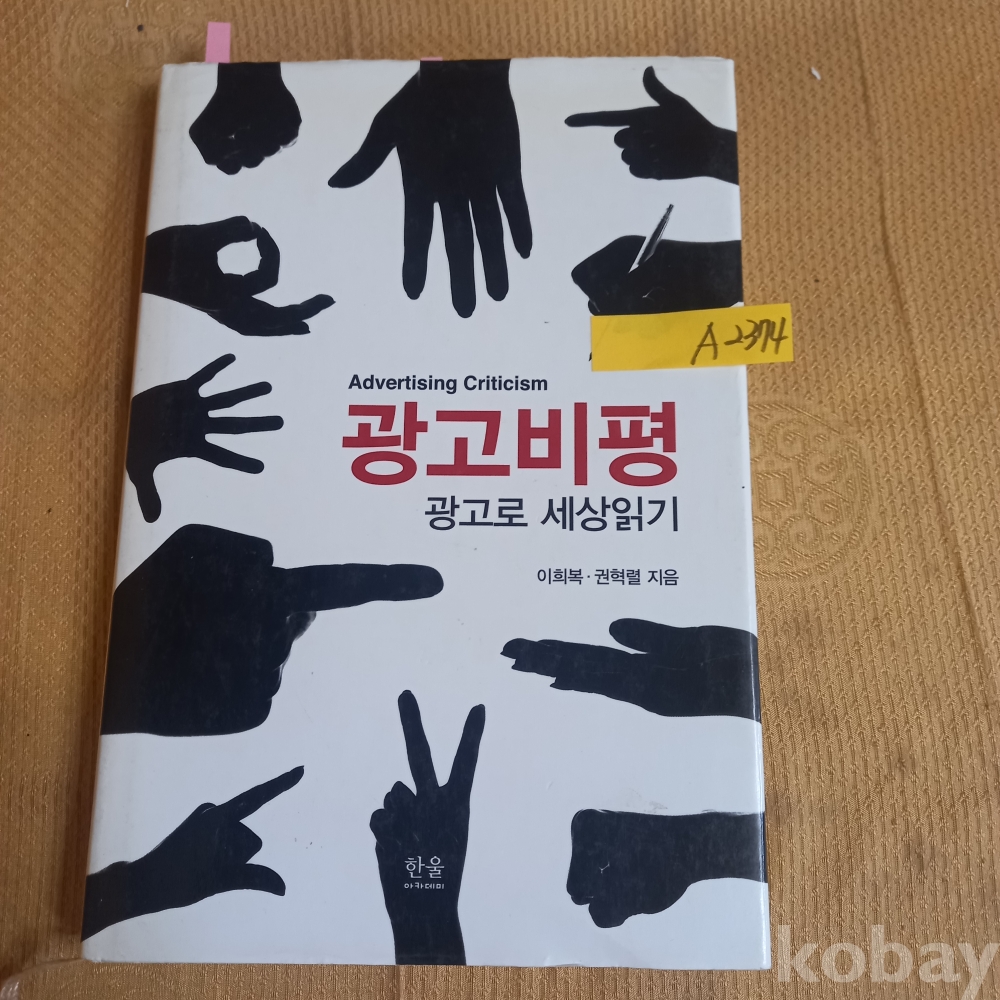 A-2374
Advertising Criticism
광고비평
광고로 세상읽기
이희복·권혁렬 지음
한울
아카데미
kobay